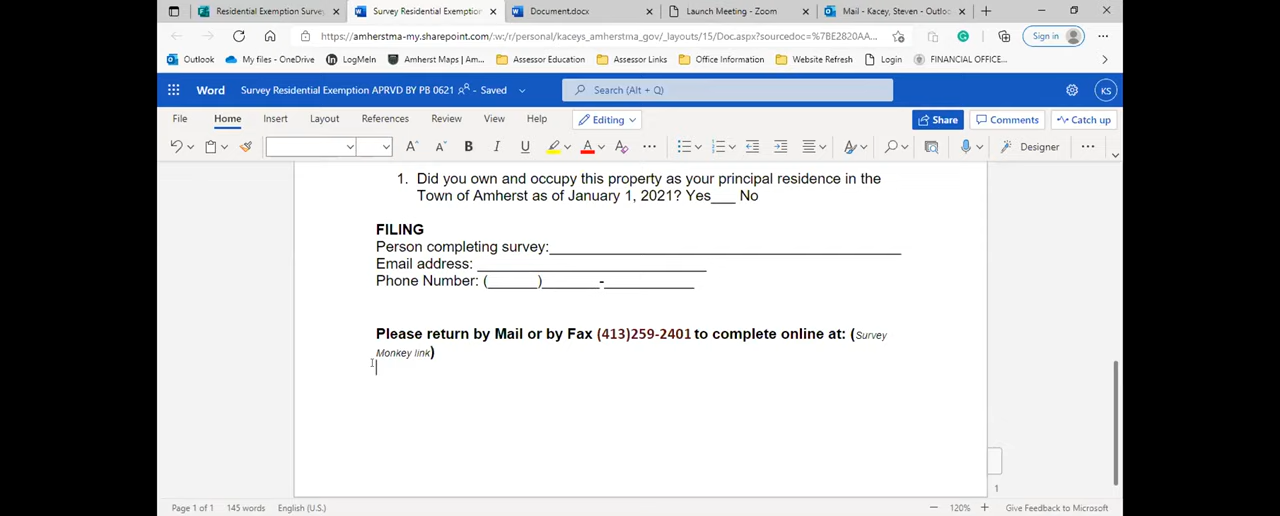 Residential Exemption Surve
Survey Residential Exemption
Document.docx
Launch Meeting - Zoom
Mail - Kacey, Steven - Outlo
https://amherstma-my.sharepoint.com/:w:/r/personal/kaceys_amherstma_gov/_layouts/15/Doc.aspx?sourcedoc=%7BE2820AA...
Sign in
Outlook
My files - OneDrive
LogMeIn
Amherst Maps | Am...
Assessor Education
Assessor Links
Office Information
Website Refresh
Login
FINANCIAL OFFICE...
Word
Survey Residential Exemption APRVD BY PB 0621 - Saved
Search (Alt + Q)
KS
File Home Insert Layout References Review View Help
Editing
Share
Comments
Catch up
Designer
1. Did you own and occupy this property as your principal residence in the
Town of Amherst as of January 1, 2021? Yes___ No
FILING
Person completing survey:_______________________________________
Email address: __________________________
Phone Number: (______)_______-__________
Please return by Mail or by Fax (413)259-2401 to complete online at: (Survey
Monkey link)
1
Page 1 of 1 145 words English (U.S.)
120% Give Feedback to Microsoft